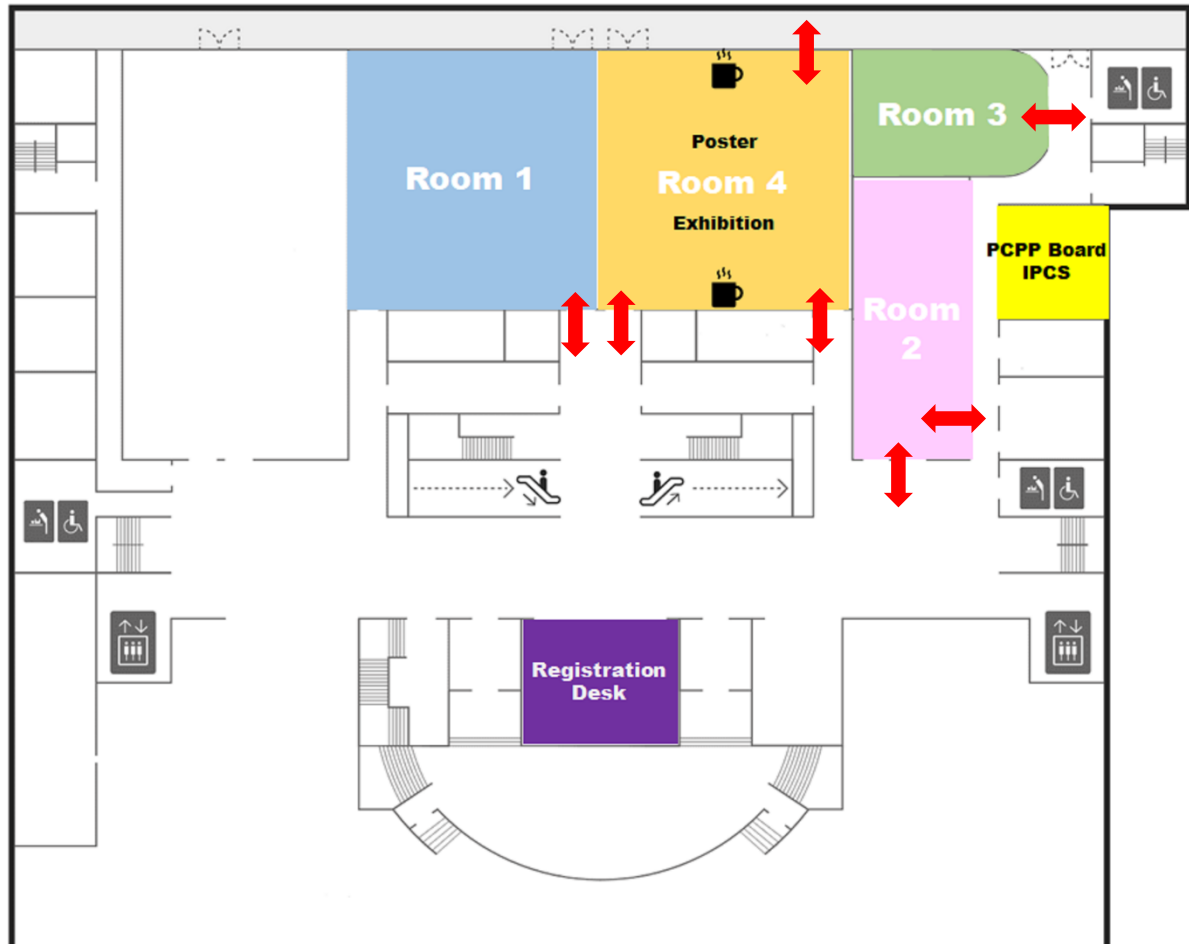 Poster
Room 1
Room 4
Exhibition
Room 3
PCPP Board
IPCS
Room
2
Registration
Desk